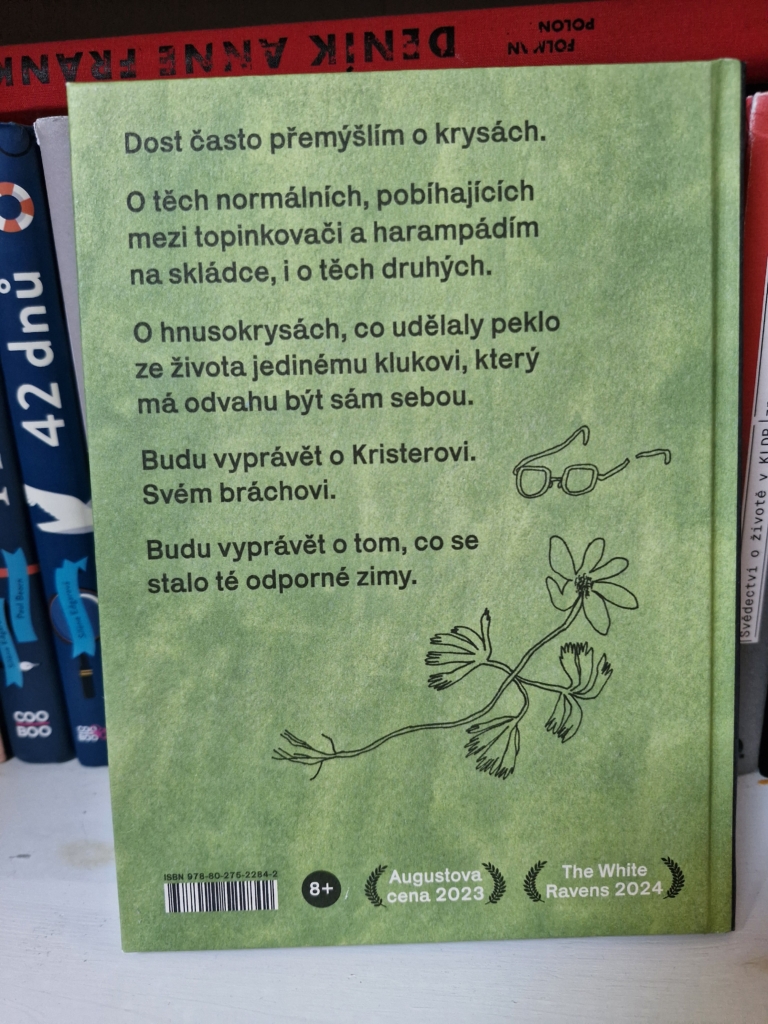 FOLMAN
POLON
DENÍK ANNE FRANK
42 dnů
COO
BOO
Dost často přemýšlím o krysách.
O těch normálních, pobíhajících
mezi topinkovači a harampádím
na skládce, i o těch druhých.
O hnusokrysách, co udělaly peklo
ze života jedinému klukovi, který
má odvahu být sám sebou.
Budu vyprávět o Kristerovi.
Svém bráchovi.
Budu vyprávět o tom, co se
stalo té odporné zimy.
ISBN 978-80-275-2284-2
8+
Augustova
cena 2023
The White
Ravens 2024
Svědectví o životě v KLDR